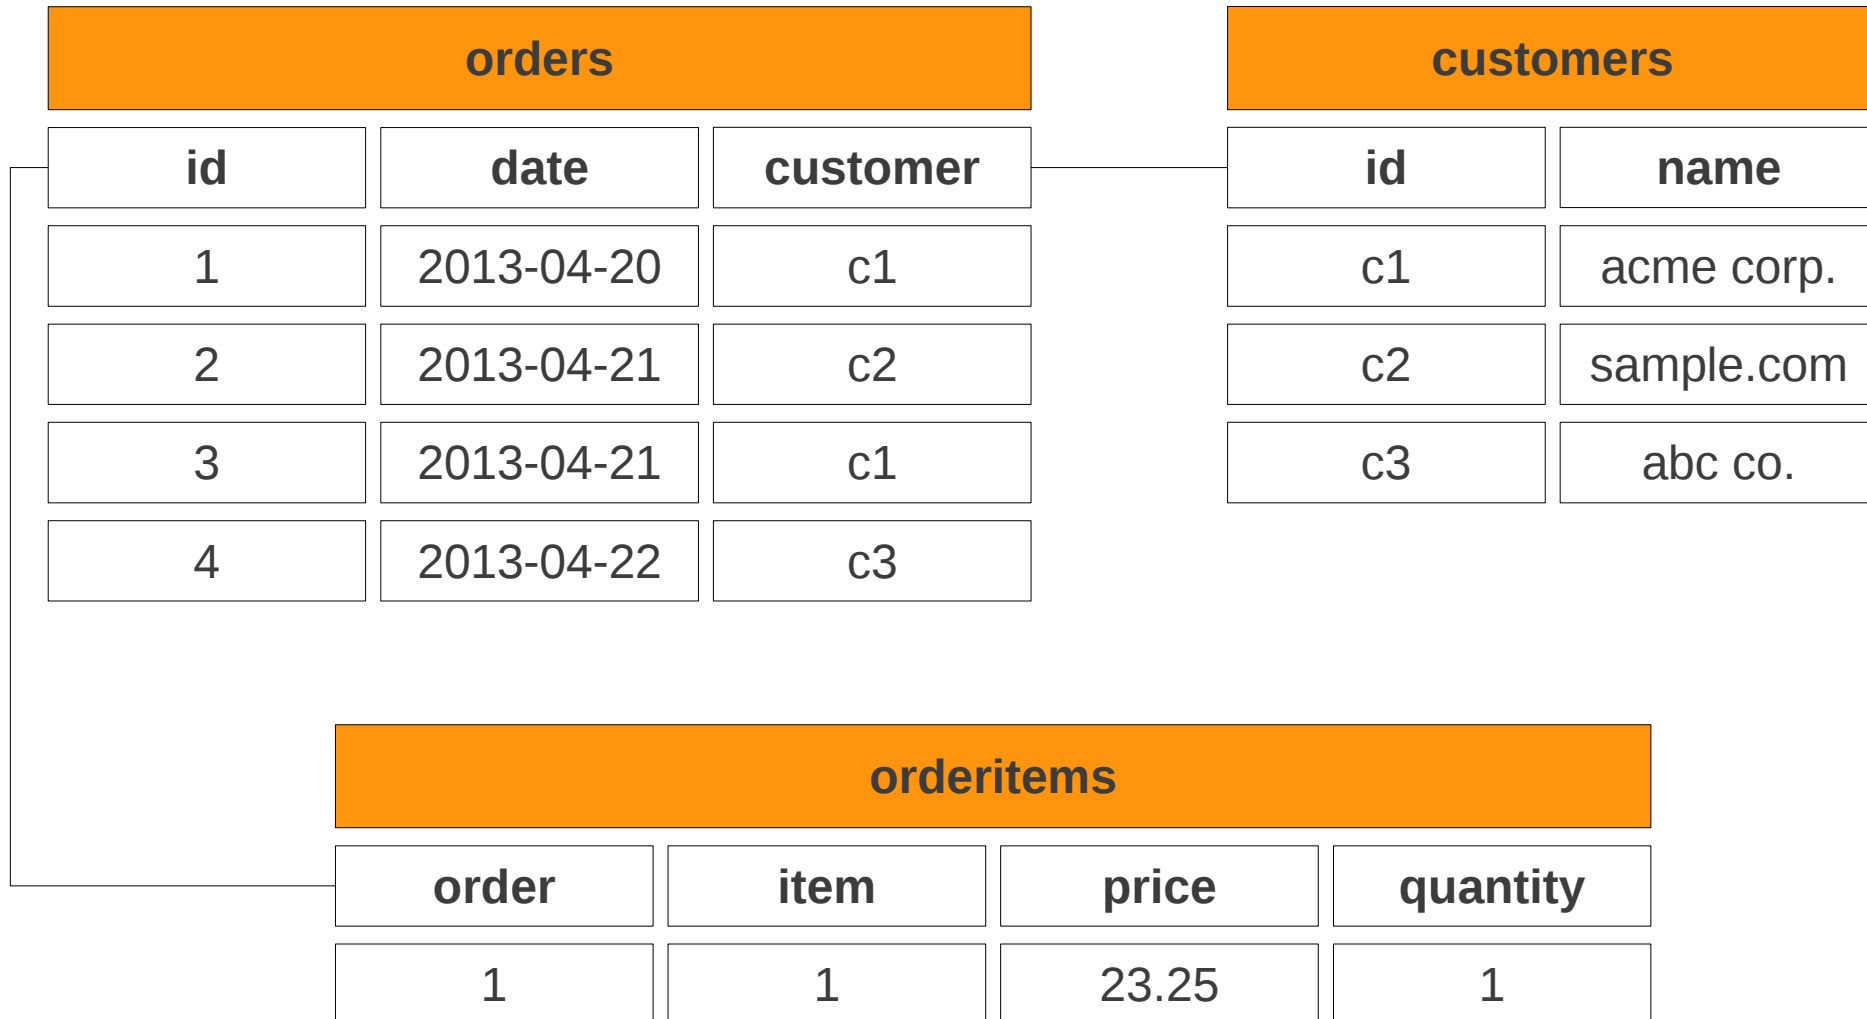 orders
id date customer
1 2013-04-20 c1
2 2013-04-21 c2
3 2013-04-21 c1
4 2013-04-22 c3
customers
id name
c1 acme corp.
c2 sample.com
c3 abc co.
orderitems
order item price quantity
1 1 23.25 1